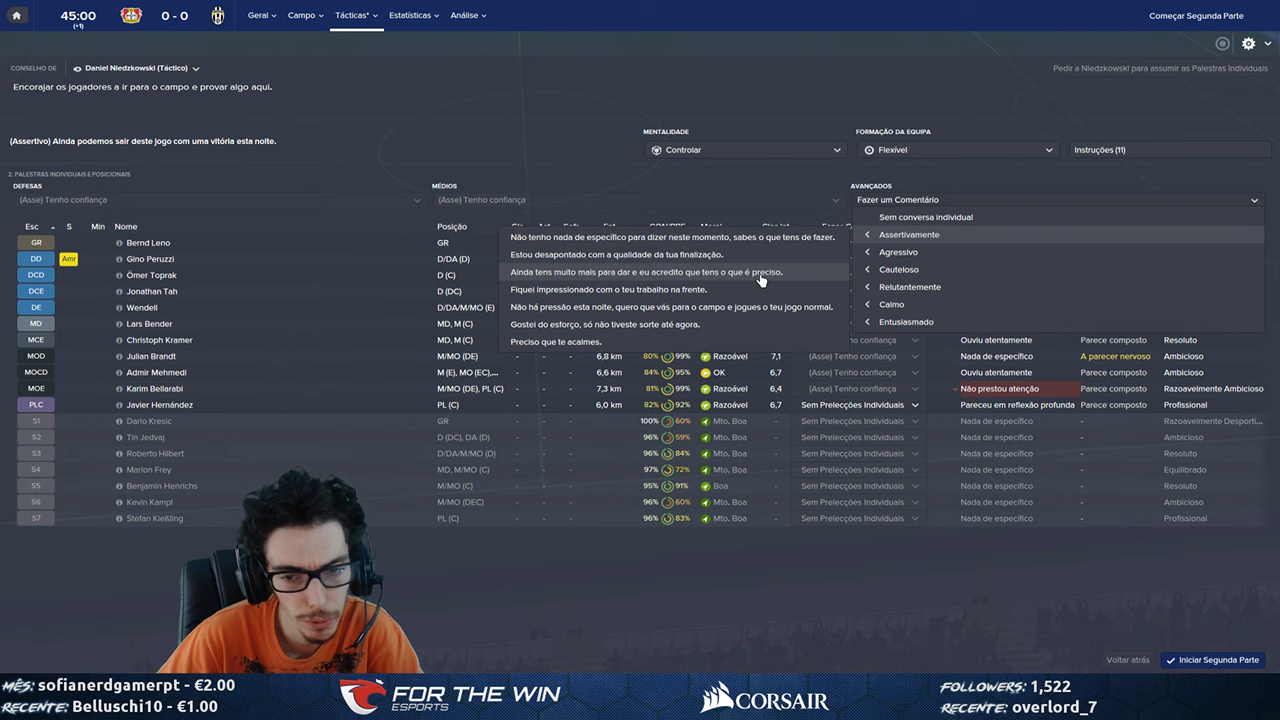 45:00
(+1)
0 - 0
Geral
Campo
Tácticas*
Estatísticas
Análise
Começar Segunda Parte
CONSELHO DE
Daniel Niedzkowski (Táctico)
Pedir a Niedzkowski para assumir as Palestras Individuais
Encorajar os jogadores a ir para o campo e provar algo aqui.
(Assertivo) Ainda podemos sair deste jogo com uma vitória esta noite.
MENTALIDADE
FORMAÇÃO DA EQUIPA
Controlar
Flexível
Instruções (11)
2. PALESTRAS INDIVIDUAIS E POSICIONAIS
DEFESAS
MÉDIOS
AVANÇADOS
(Asse) Tenho confiança
(Asse) Tenho confiança
Fazer um Comentário
Sem conversa individual
Assertivamente
Agressivo
Cauteloso
Relutantemente
Calmo
Entusiasmado
Não tenho nada de específico para dizer neste momento, sabes o que tens de fazer.
Estou desapontado com a qualidade da tua finalização.
Ainda tens muito mais para dar e eu acredito que tens o que é preciso.
Fiquei impressionado com o teu trabalho na frente.
Não há pressão esta noite, quero que vás para o campo e jogues o teu jogo normal.
Gostei do esforço, só não tiveste sorte até agora.
Preciso que te acalmes.
Esc S Min Nome Posição
GR Bernd Leno GR
DD Amr Gino Peruzzi D/DA (D)
DCD Ömer Toprak D (C)
DCE Jonathan Tah D (DC)
DE Wendell D/DA/M/MO (E)
MD Lars Bender MD, M (C)
MCE Christoph Kramer MD, M (C) Ouviu atentamente Parece composto Resoluto
MOD Julian Brandt M/MO (DE) 6,8 km 80% 99% Razoável 7,1 (Asse) Tenho confiança Nada de específico A parecer nervoso Ambicioso
MOCD Admir Mehmedi M (E), MO (EC),... 6,6 km 84% 95% OK 6,7 (Asse) Tenho confiança Ouviu atentamente Parece composto Ambicioso
MOE Karim Bellarabi M/MO (DE), PL (C) 7,3 km 81% 99% Razoável 6,4 (Asse) Tenho confiança Não prestou atenção Parece composto Razoavelmente Ambicioso
PLC Javier Hernández PL (C) 6,0 km 82% 92% Razoável 6,7 Sem Prelecções Individuais Pareceu em reflexão profunda Parece composto Profissional
S1 Dario Kresic GR - - - 100% 60% Mto. Boa - Sem Prelecções Individuais Nada de específico - Razoavelmente Desporti...
S2 Tin Jedvaj D (DC), DA (D) - - - 96% 59% Mto. Boa - Sem Prelecções Individuais Nada de específico - Ambicioso
S3 Roberto Hilbert D/DA/M/MO (D) - - - 96% 84% Mto. Boa - Sem Prelecções Individuais Nada de específico - Resoluto
S4 Marlon Frey MD, M/MO (C) - - - 97% 72% Mto. Boa - Sem Prelecções Individuais Nada de específico - Equilibrado
S5 Benjamin Henrichs MD, M (C) - - - 95% 91% Boa - Sem Prelecções Individuais Nada de específico - Ambicioso
S6 Kevin Kampl M/MO (DEC) - - - 96% 60% Mto. Boa - Sem Prelecções Individuais Nada de específico - Ambicioso
S7 Stefan Kießling PL (C) - - - 96% 83% Mto. Boa - Sem Prelecções Individuais Nada de específico - Profissional
Voltar atrás
Iniciar Segunda Parte
MÊS: sofianerdgamerpt - €2.00
RECENTE: Belluschi10 - €1.00
FOR THE WIN
ESPORTS
CORSAIR
FOLLOWERS: 1,522
RECENTE: overlord_7